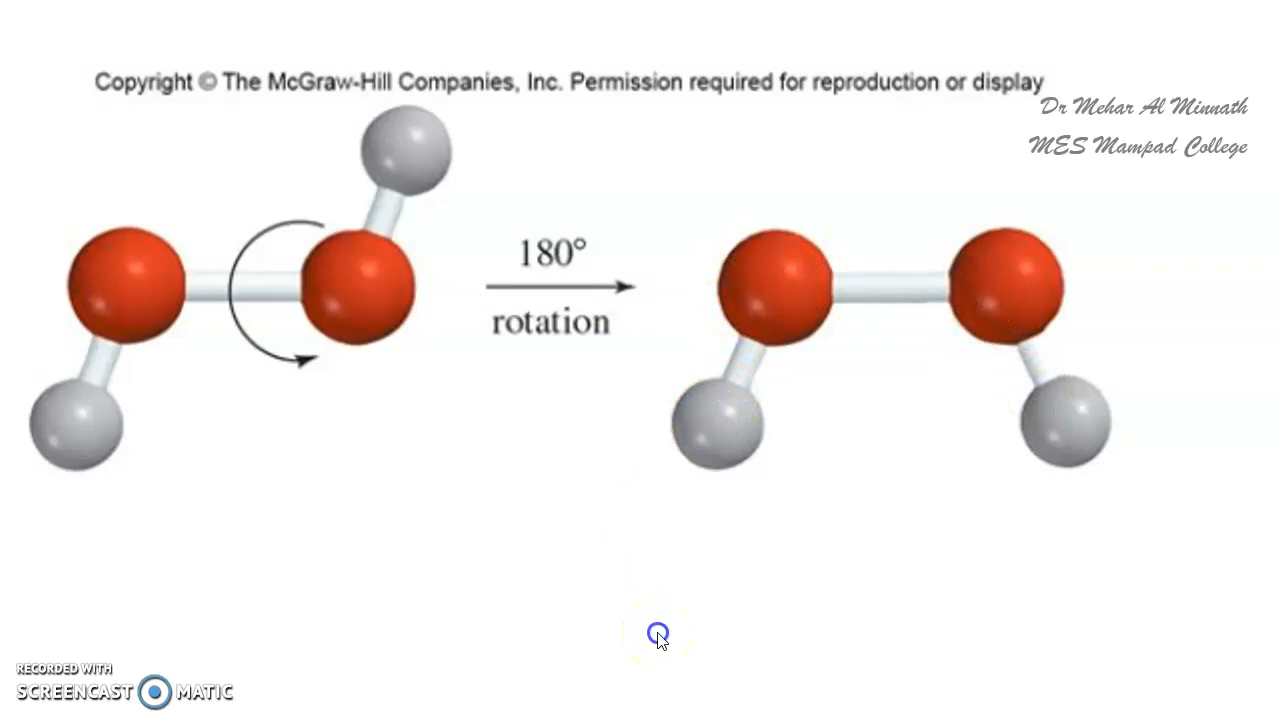 Copyright © The McGraw-Hill Companies, Inc. Permission required for reproduction or display
Dr Mehar Al Minnath
MES Mampad College
180°
rotation
RECORDED WITH
SCREENCAST MATIC